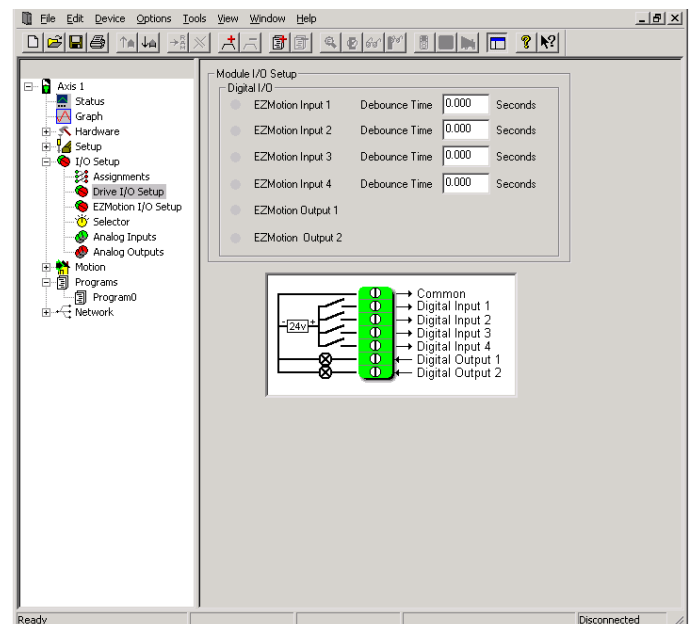 File Edit Device Options Tools View Window Help
Axis 1
Status
Graph
Hardware
Setup
I/O Setup
Assignments
Drive I/O Setup
EZMotion I/O Setup
Selector
Analog Inputs
Analog Outputs
Motion
Programs
Program0
Network
Module I/O Setup
Digital I/O
EZMotion Input 1 Debounce Time 0.000 Seconds
EZMotion Input 2 Debounce Time 0.000 Seconds
EZMotion Input 3 Debounce Time 0.000 Seconds
EZMotion Input 4 Debounce Time 0.000 Seconds
EZMotion Output 1
EZMotion Output 2
- 24v +
Common
Digital Input 1
Digital Input 2
Digital Input 3
Digital Input 4
Digital Output 1
Digital Output 2
Ready Disconnected